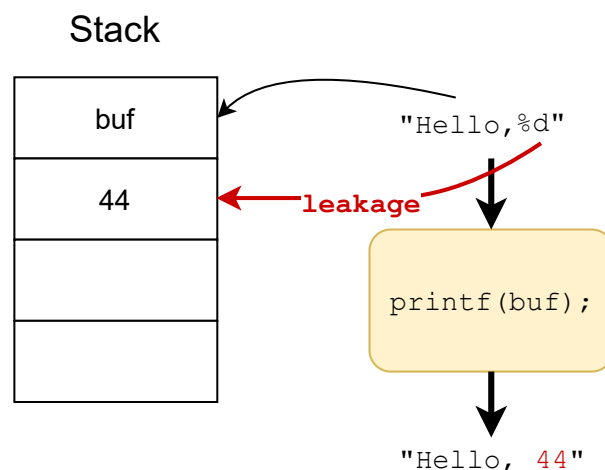 Stack
buf
"Hello,%d"
44
leakage
printf(buf);
"Hello, 44"